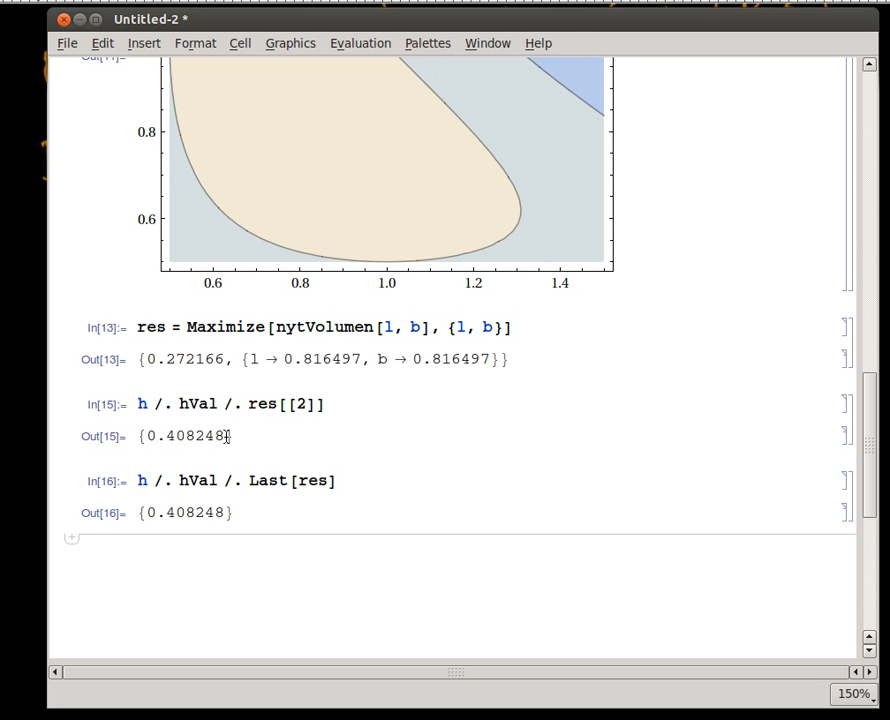 Untitled-2 *
File Edit Insert Format Cell Graphics Evaluation Palettes Window Help
0.8
0.6
0.6 0.8 1.0 1.2 1.4
In[13]:= res = Maximize[nytVolumen[l, b], {l, b}]
Out[13]= {0.272166, {l → 0.816497, b → 0.816497}}
In[15]:= h /. hVal /. res[[2]]
Out[15]= {0.408248}
In[16]:= h /. hVal /. Last[res]
Out[16]= {0.408248}
150%